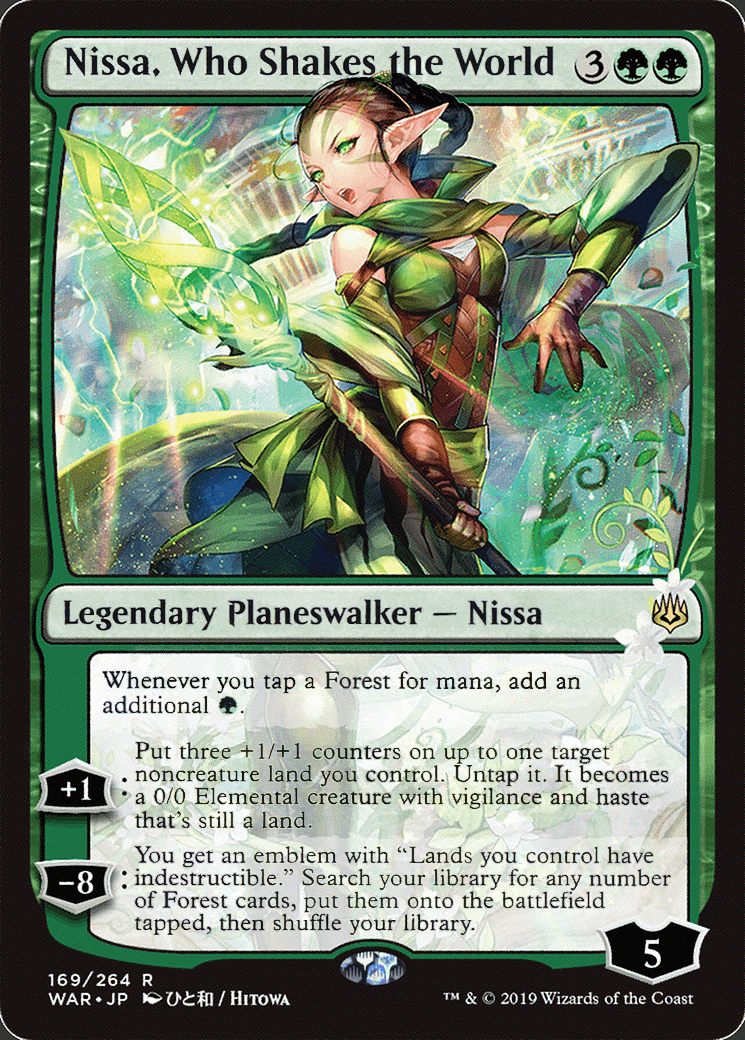 Nissa, Who Shakes the World 3
Legendary Planeswalker — Nissa
Whenever you tap a Forest for mana, add an
additional .
+1 : Put three +1/+1 counters on up to one target
noncreature land you control. Untap it. It becomes
a 0/0 Elemental creature with vigilance and haste
that's still a land.
−8 : You get an emblem with “Lands you control have
indestructible.” Search your library for any number
of Forest cards, put them onto the battlefield
tapped, then shuffle your library.
5
169/264 R
WAR • JP ひと和 / Hitowa
™ & © 2019 Wizards of the Coast